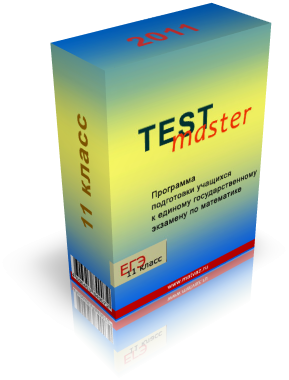 2011
11 класс
TEST
master
Программа
подготовки учащихся
к единому государственному
экзамену по математике
ЕГЭ
11 класс